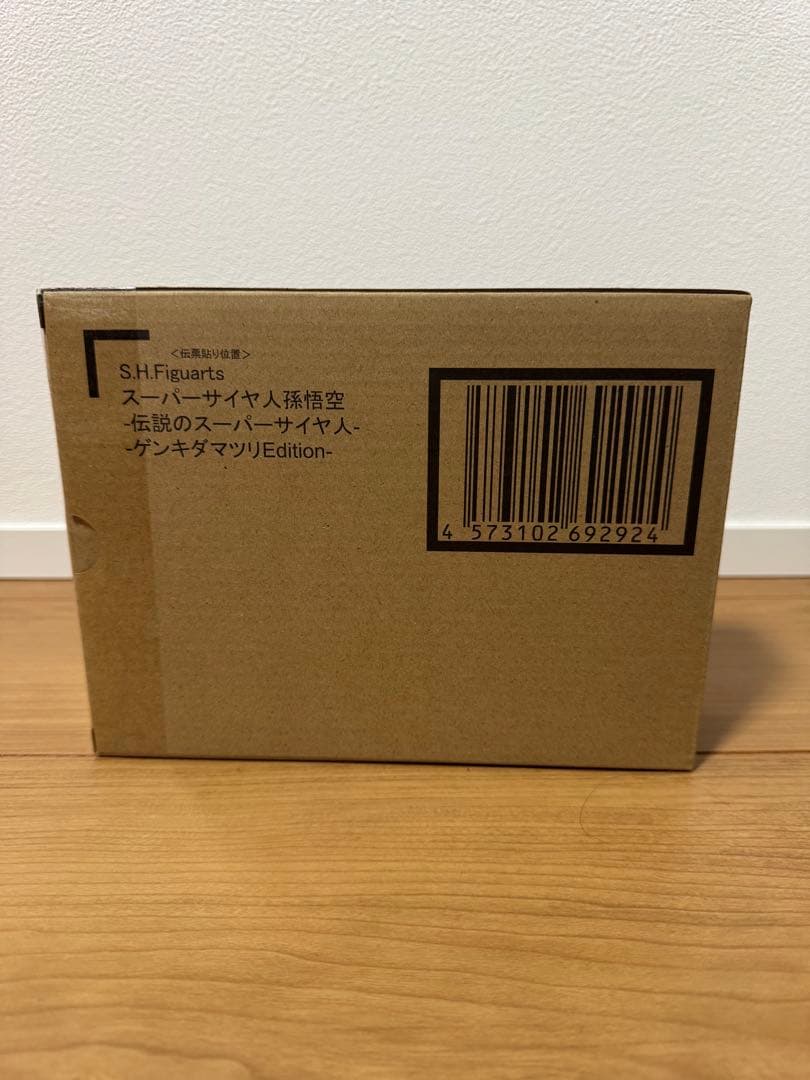 <伝票貼り位置>
S.H.Figuarts
スーパーサイヤ人孫悟空
-伝説のスーパーサイヤ人-
-ゲンキダマツリEdition-
4 573102 692924